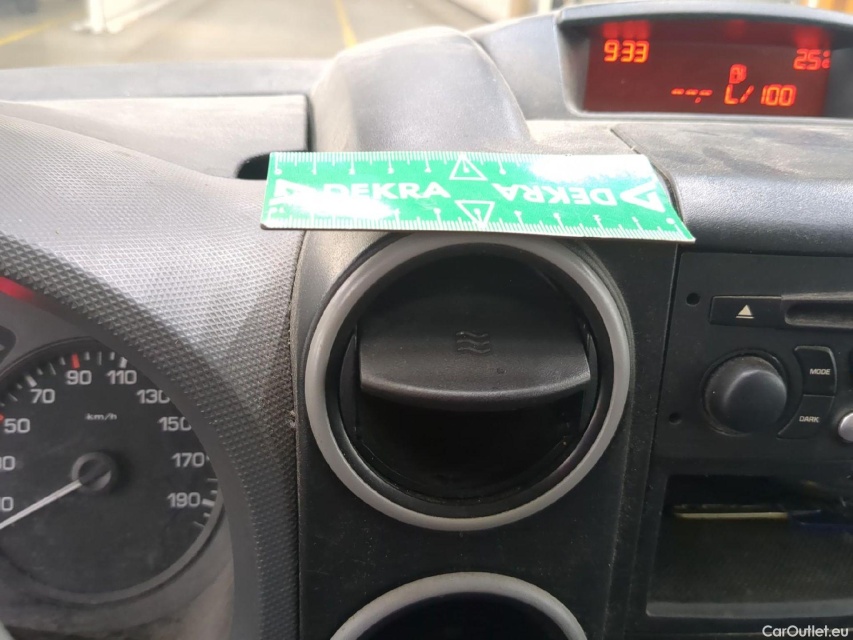 9:33
25
--,- L/100
DEKRA
DEKRA
DEKRA
50
70
90
110
130
150
170
190
km/h
MODE
DARK
CarOutlet.eu